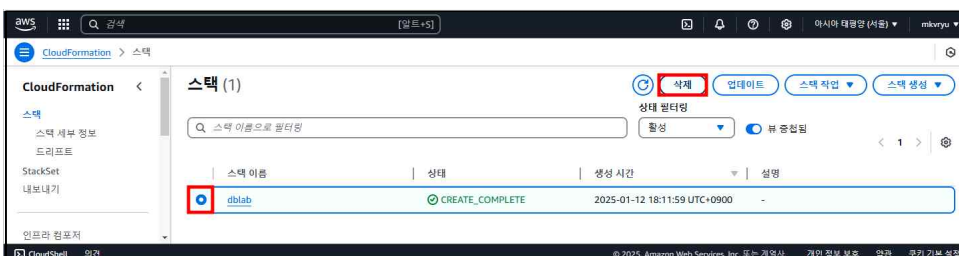 aws 검색 [알트+S] 아시아 태평양 (서울) ▼ mkvryu ▼
CloudFormation > 스택
CloudFormation <
스택
스택 세부 정보
드리프트
StackSet
내보내기
인프라 컴포저
스택 (1) 삭제 업데이트 스택 작업 ▼ 스택 생성 ▼
상태 필터링
스택 이름으로 필터링 활성 ▼ 뷰 중첩됨
< 1 >
스택 이름 상태 생성 시간 ▼ 설명
dblab CREATE_COMPLETE 2025-01-12 18:11:59 UTC+0900 -
CloudShell 의견 © 2025, Amazon Web Services, Inc. 또는 계열사. 개인 정보 보호 약관 쿠키 기본 설정